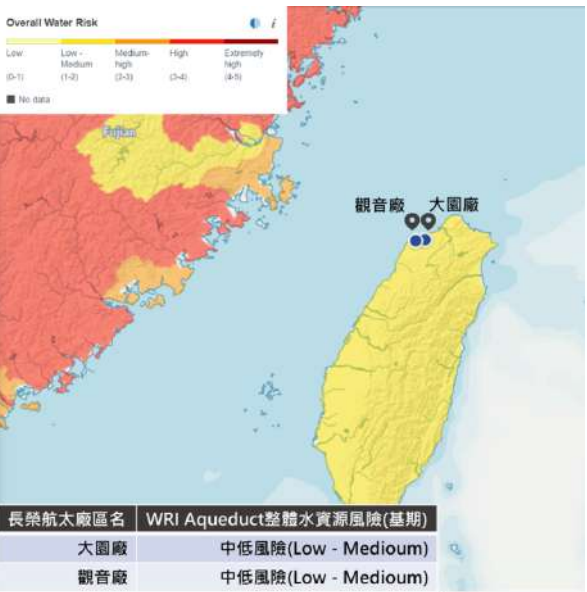 Overall Water Risk
Low
(0-1)
Low - Medium
(1-2)
Medium-high
(2-3)
High
(3-4)
Extremely high
(4-5)
No data
Fujian
觀音廠 大園廠
長榮航太廠區名 WRI Aqueduct整體水資源風險(基期)
大園廠 中低風險(Low - Medioum)
觀音廠 中低風險(Low - Medioum)